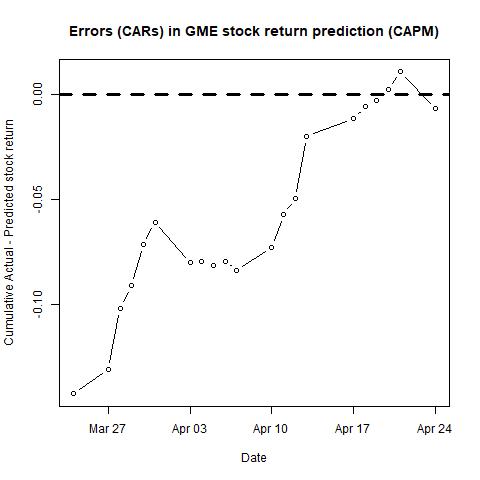 Errors (CARs) in GME stock return prediction (CAPM)
Cumulative Actual - Predicted stock return
0.00
-0.05
-0.10
Mar 27 Apr 03 Apr 10 Apr 17 Apr 24
Date